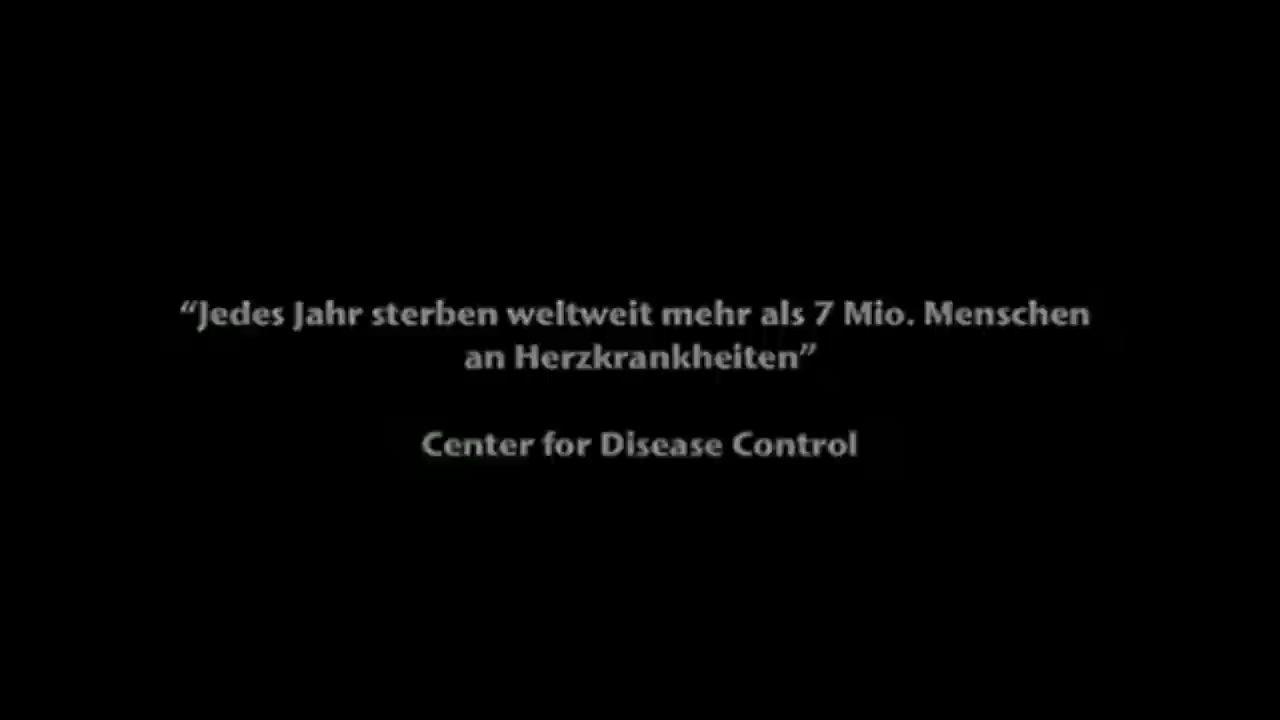 “Jedes Jahr sterben weltweit mehr als 7 Mio. Menschen
an Herzkrankheiten”
Center for Disease Control